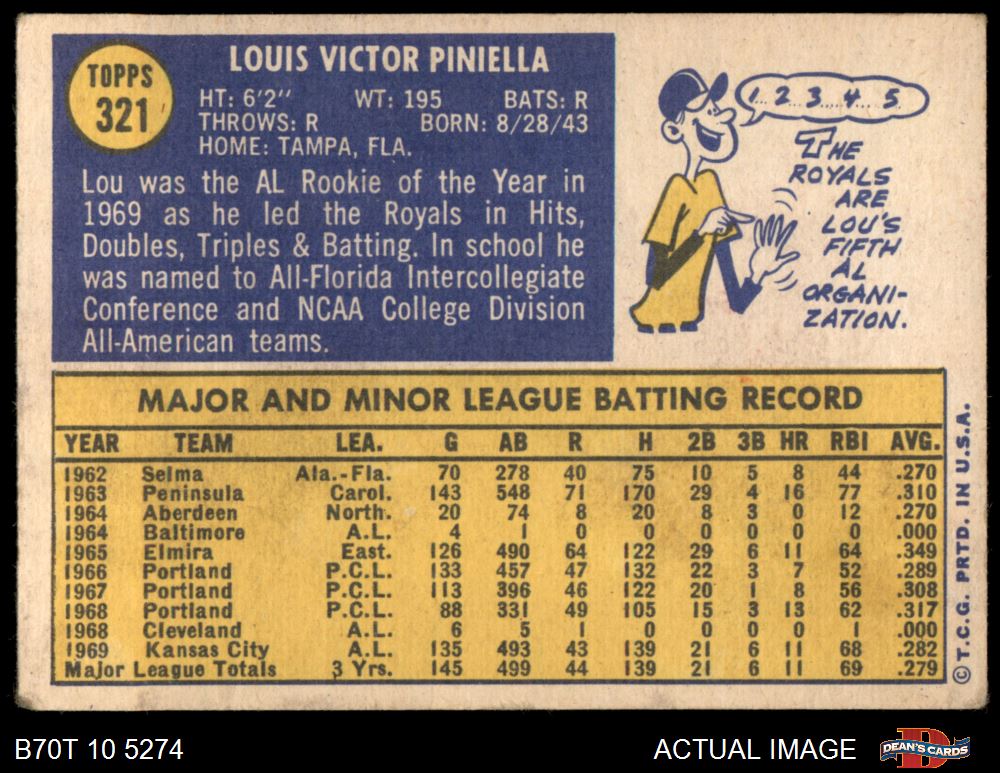 TOPPS
321
LOUIS VICTOR PINIELLA
HT: 6'2" WT: 195 BATS: R
THROWS: R BORN: 8/28/43
HOME: TAMPA, FLA.
Lou was the AL Rookie of the Year in
1969 as he led the Royals in Hits,
Doubles, Triples & Batting. In school he
was named to All-Florida Intercollegiate
Conference and NCAA College Division
All-American teams.
1... 2... 3... 4... 5
THE
ROYALS
ARE
LOU'S
FIFTH
AL
ORGANI-
ZATION.
MAJOR AND MINOR LEAGUE BATTING RECORD
YEAR TEAM LEA. G AB R H 2B 3B HR RBI AVG.
1962 Selma Ala.-Fla. 70 278 40 75 10 5 8 44 .270
1963 Peninsula Carol. 143 548 71 170 29 4 16 77 .310
1964 Aberdeen North. 20 74 8 20 8 3 0 12 .270
1964 Baltimore A.L. 4 1 0 0 0 0 0 0 .000
1965 Elmira East. 126 490 64 122 29 6 11 64 .349
1966 Portland P.C.L. 133 457 47 132 22 3 7 52 .289
1967 Portland P.C.L. 113 396 46 122 20 1 8 56 .308
1968 Portland P.C.L. 88 331 49 105 15 3 13 62 .317
1968 Cleveland A.L. 6 5 1 0 0 0 0 1 .000
1969 Kansas City A.L. 135 493 43 139 21 6 11 68 .282
Major League Totals 3 Yrs. 145 499 44 139 21 6 11 69 .279
© T.C.G. PRTD. IN U.S.A.
B70T 10 5274 ACTUAL IMAGE
DEAN'S CARDS